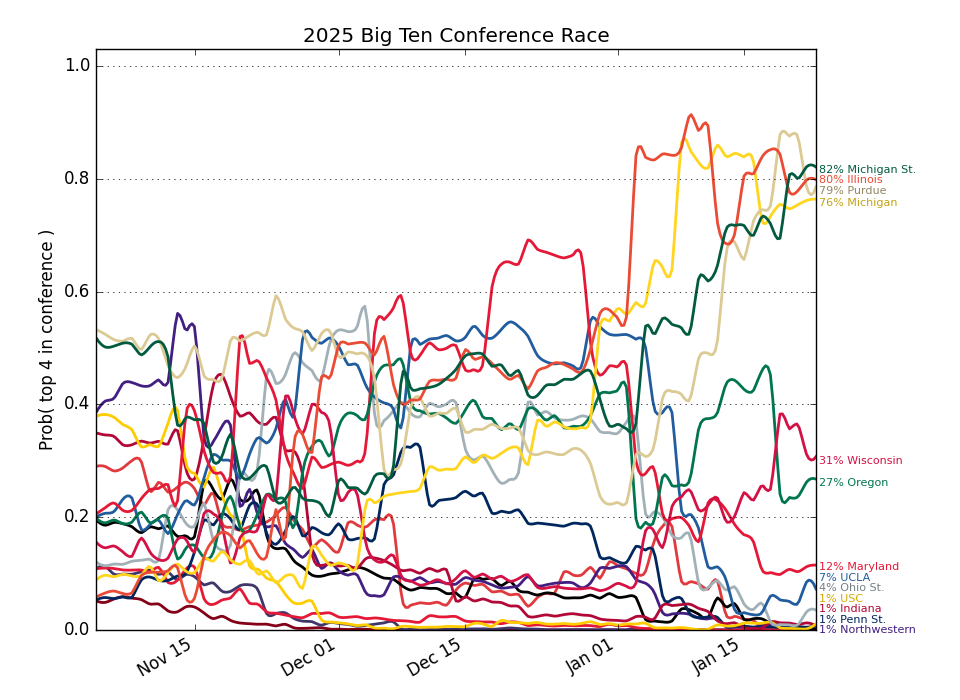 2025 Big Ten Conference Race
Prob( top 4 in conference )
1.0
0.8
0.6
0.4
0.2
0.0
Nov 15
Dec 01
Dec 15
Jan 01
Jan 15
82% Michigan St.
80% Illinois
79% Purdue
76% Michigan
31% Wisconsin
27% Oregon
12% Maryland
7% UCLA
4% Ohio St.
1% USC
1% Indiana
1% Penn St.
1% Northwestern